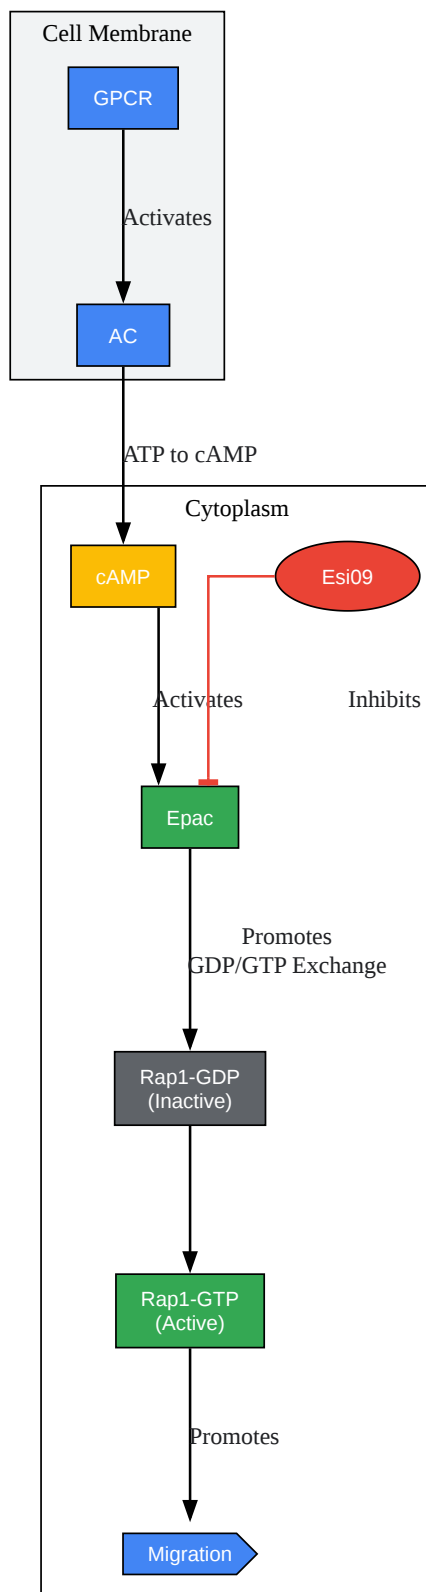 Cell Membrane
GPCR
Activates
AC
ATP to cAMP
Cytoplasm
cAMP
Esi09
Activates
Inhibits
Epac
Promotes
GDP/GTP Exchange
Rap1-GDP
(Inactive)
Rap1-GTP
(Active)
Promotes
Migration